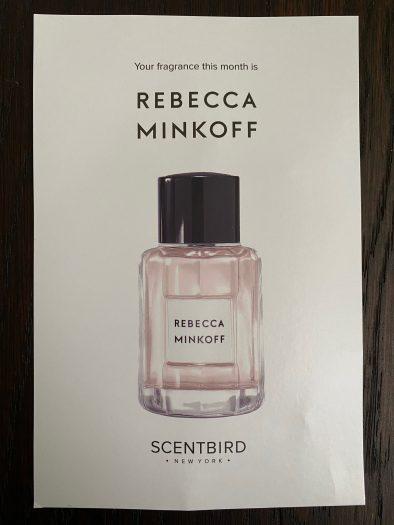 Your fragrance this month is
REBECCA
MINKOFF
REBECCA
MINKOFF
SCENTBIRD
• NEW YORK •